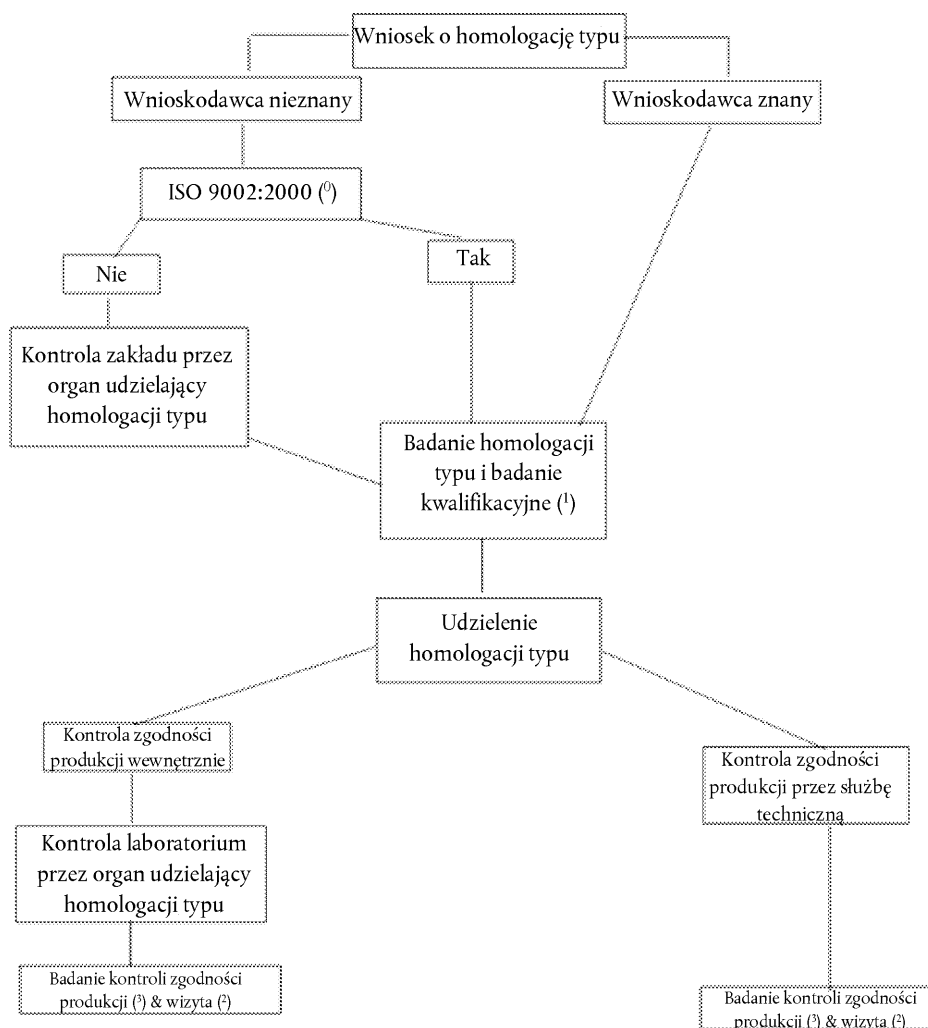 Wniosek o homologację typu
Wnioskodawca nieznany
Wnioskodawca znany
ISO 9002:2000 (⁰)
Nie
Tak
Kontrola zakładu przez
organ udzielający
homologacji typu
Badanie homologacji
typu i badanie
kwalifikacyjne (¹)
Udzielenie
homologacji typu
Kontrola zgodności
produkcji wewnętrznie
Kontrola zgodności
produkcji przez służbę
techniczną
Kontrola laboratorium
przez organ udzielający
homologacji typu
Badanie kontroli zgodności
produkcji (³) & wizyta (²)
Badanie kontroli zgodności
produkcji (³) & wizyta (²)